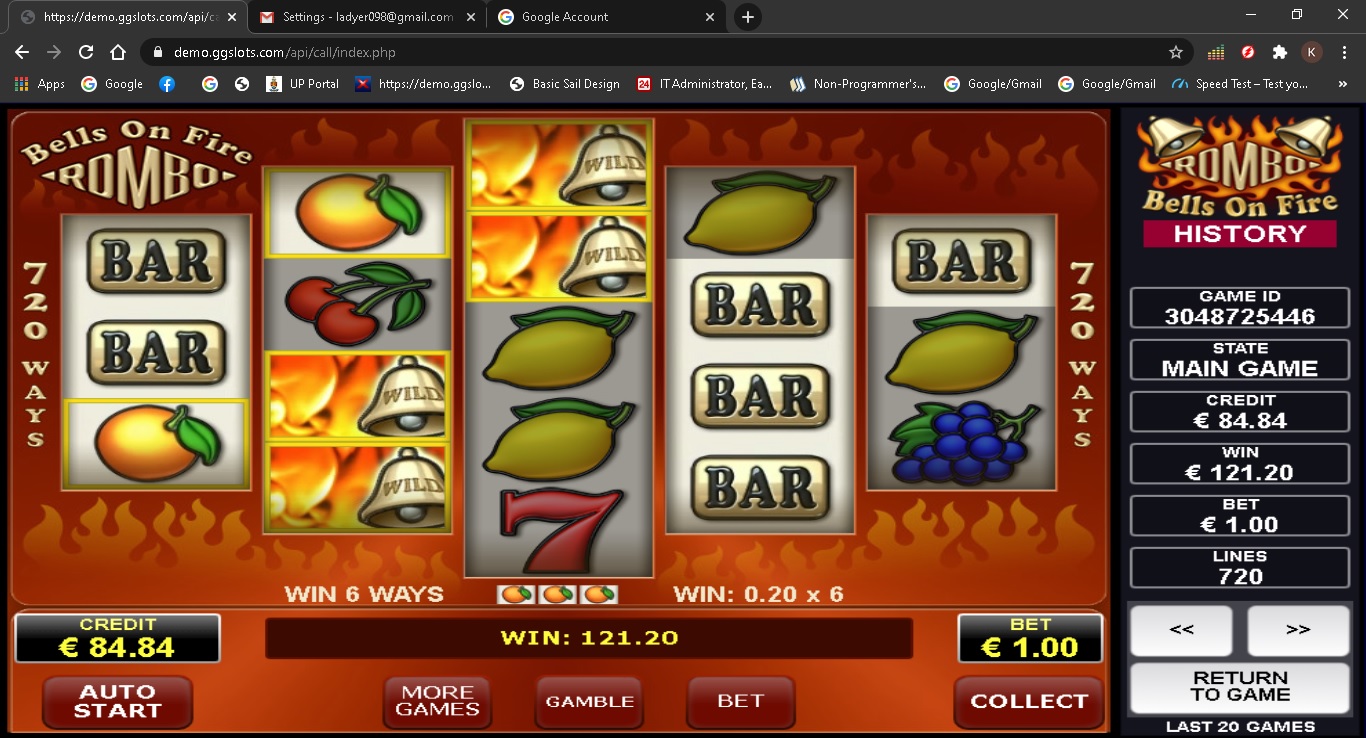 https://demo.ggslots.com/api/ca
Settings - ladyer098@gmail.com
Google Account
demo.ggslots.com/api/call/index.php
K
Apps
Google
UP Portal
https://demo.ggslo...
Basic Sail Design
24
IT Administrator, Ea...
Non-Programmer's...
Google/Gmail
Google/Gmail
Speed Test – Test yo...
»
Bells On Fire
ROMBO
720 WAYS
BAR
BAR
WILD
WILD
WILD
WILD
7
BAR
BAR
BAR
BAR
720 WAYS
WIN 6 WAYS
WIN: 0.20 x 6
CREDIT
€ 84.84
WIN: 121.20
BET
€ 1.00
AUTO
START
MORE
GAMES
GAMBLE
BET
COLLECT
ROMBO
Bells On Fire
HISTORY
GAME ID
3048725446
STATE
MAIN GAME
CREDIT
€ 84.84
WIN
€ 121.20
BET
€ 1.00
LINES
720
<<
>>
RETURN
TO GAME
LAST 20 GAMES